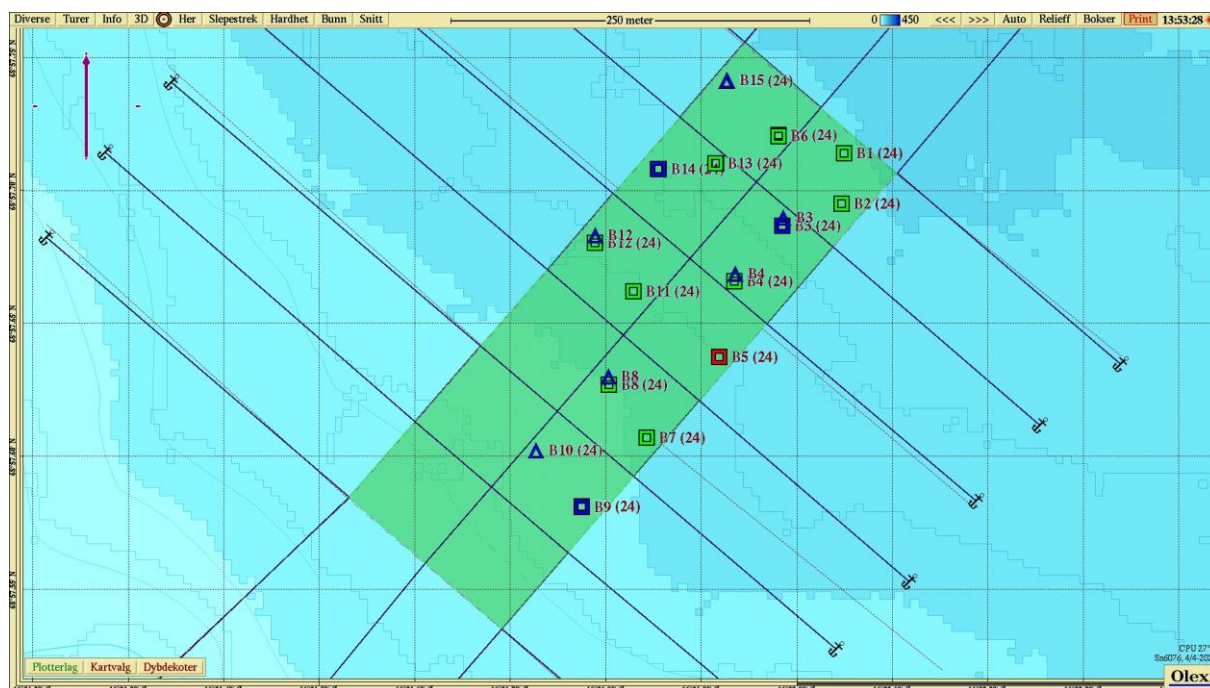 Diverse Turer Info 3D Her Slepestrek Hardhet Bunn Snitt 250 meter 0 450 <<< >>> Auto Relieff Bokser Print 13:53:28
B15 (24)
B6 (24)
B1 (24)
B13 (24)
B14
B2 (24)
B3
B3 (24)
B12
B12 (24)
B4
B4 (24)
B11 (24)
B5 (24)
B8
B8 (24)
B7 (24)
B10 (24)
B9 (24)
CPU 27°
Plotterlag Kartvalg Dybdekoter
Olex